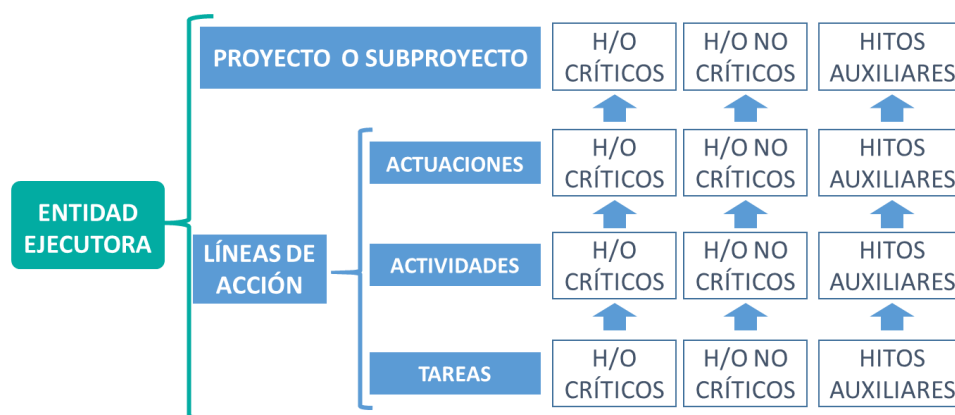 PROYECTO O SUBPROYECTO
H/O
CRÍTICOS
H/O NO
CRÍTICOS
HITOS
AUXILIARES
ACTUACIONES
H/O
CRÍTICOS
H/O NO
CRÍTICOS
HITOS
AUXILIARES
ENTIDAD
EJECUTORA
LÍNEAS DE
ACCIÓN
ACTIVIDADES
H/O
CRÍTICOS
H/O NO
CRÍTICOS
HITOS
AUXILIARES
TAREAS
H/O
CRÍTICOS
H/O NO
CRÍTICOS
HITOS
AUXILIARES